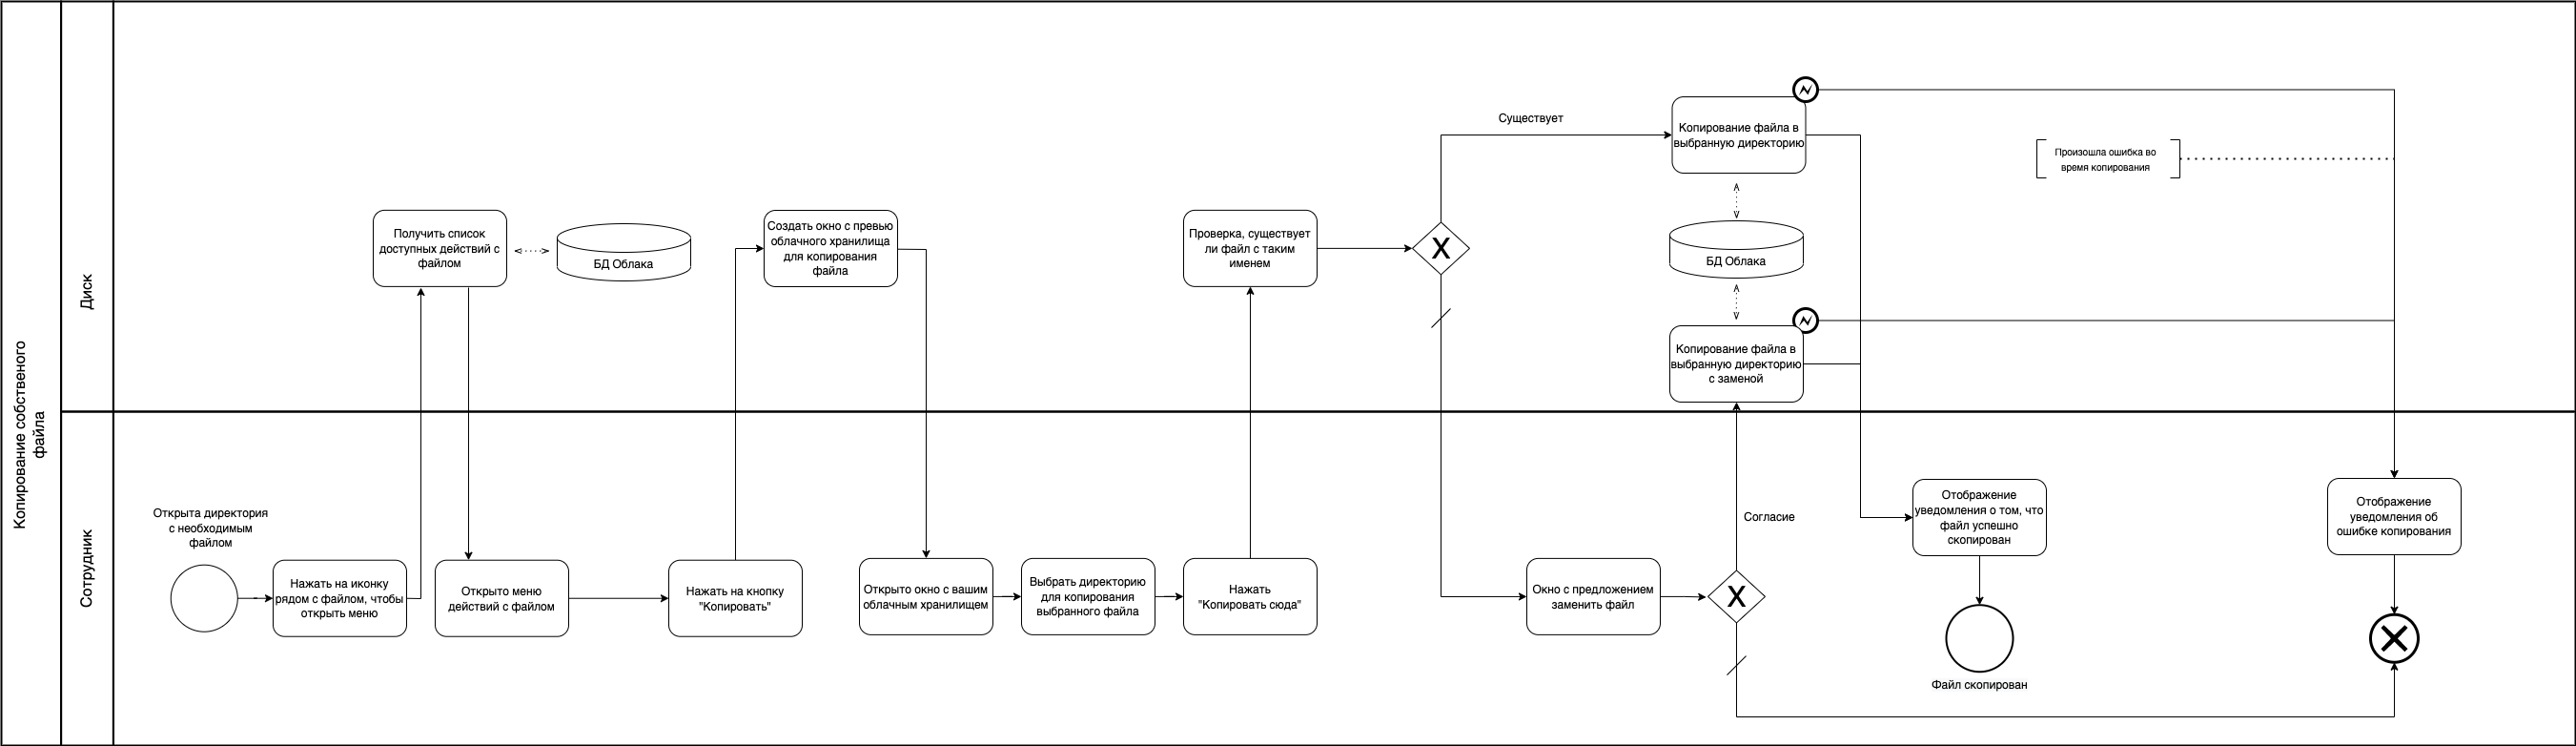 Копирование собственого
файла
Диск
Сотрудник
Получить список
доступных действий с
файлом
БД Облака
Создать окно с превью
облачного хранилища
для копирования
файла
Проверка, существует
ли файл с таким
именем
X
Существует
Копирование файла в
выбранную директорию
БД Облака
Копирование файла в
выбранную директорию
с заменой
Произошла ошибка во
время копирования
Открыта директория
с необходимым
файлом
Нажать на иконку
рядом с файлом, чтобы
открыть меню
Открыто меню
действий с файлом
Нажать на кнопку
"Копировать"
Открыто окно с вашим
облачным хранилищем
Выбрать директорию
для копирования
выбранного файла
Нажать
"Копировать сюда"
Окно с предложением
заменить файл
X
Согласие
Отображение
уведомления о том, что
файл успешно
скопирован
Файл скопирован
Отображение
уведомления об
ошибке копирования